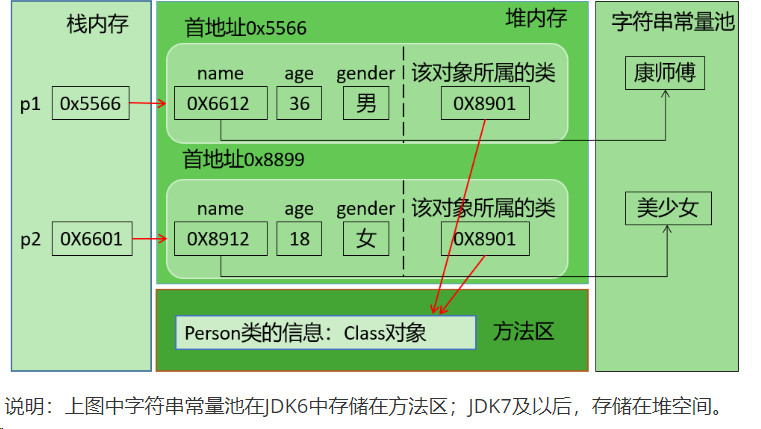 栈内存
堆内存
字符串常量池
首地址0x5566
name age gender 该对象所属的类
p1 0x5566 0X6612 36 男 0X8901
康师傅
首地址0x8899
name age gender 该对象所属的类
p2 0X6601 0X8912 18 女 0X8901
美少女
Person类的信息：Class对象
方法区
说明：上图中字符串常量池在JDK6中存储在方法区；JDK7及以后，存储在堆空间。